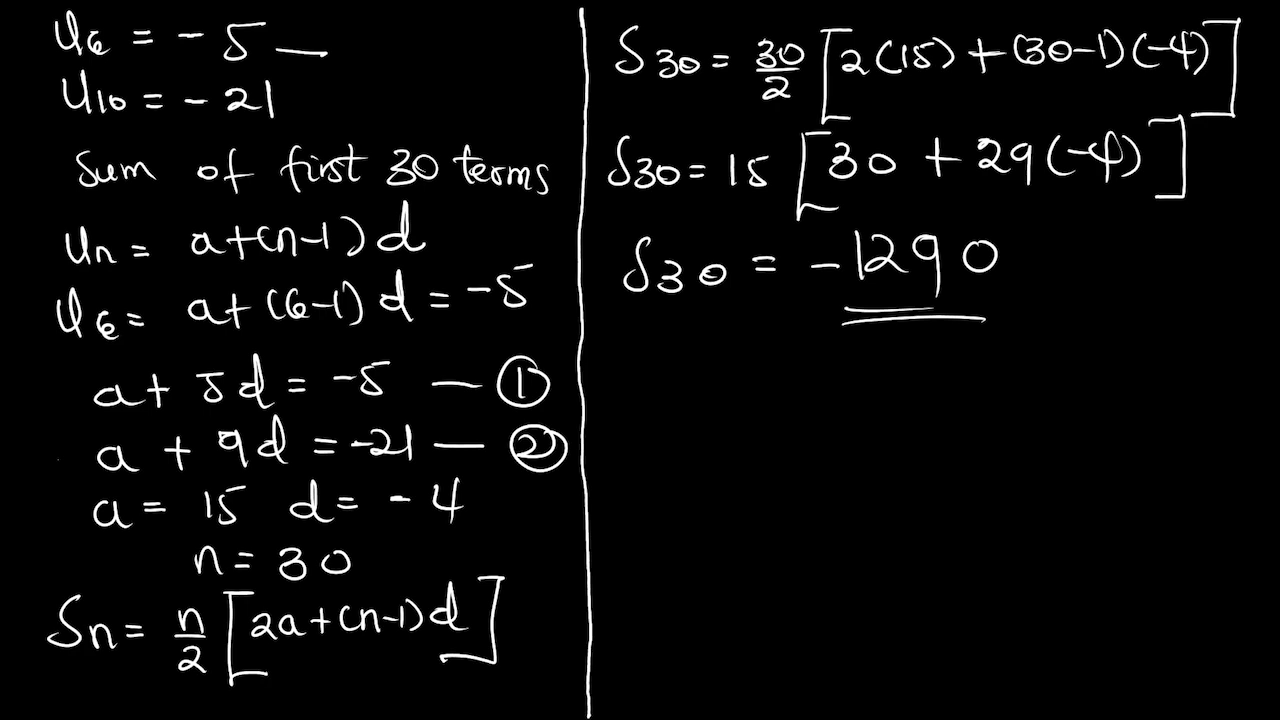 U₆ = - 5 —
U₁₀ = - 21
Sum of first 30 terms
Un = a+(n-1)d
U₆ = a+(6-1)d = -5
a + 5d = -5 — ①
a + 9d = -21 — ②
a = 15 d = - 4
n = 30
Sn = n/2 [2a+(n-1)d]
S30 = 30/2 [2(15)+(30-1)(-4)]
S30 = 15 [30 + 29(-4)]
S30 = -1290